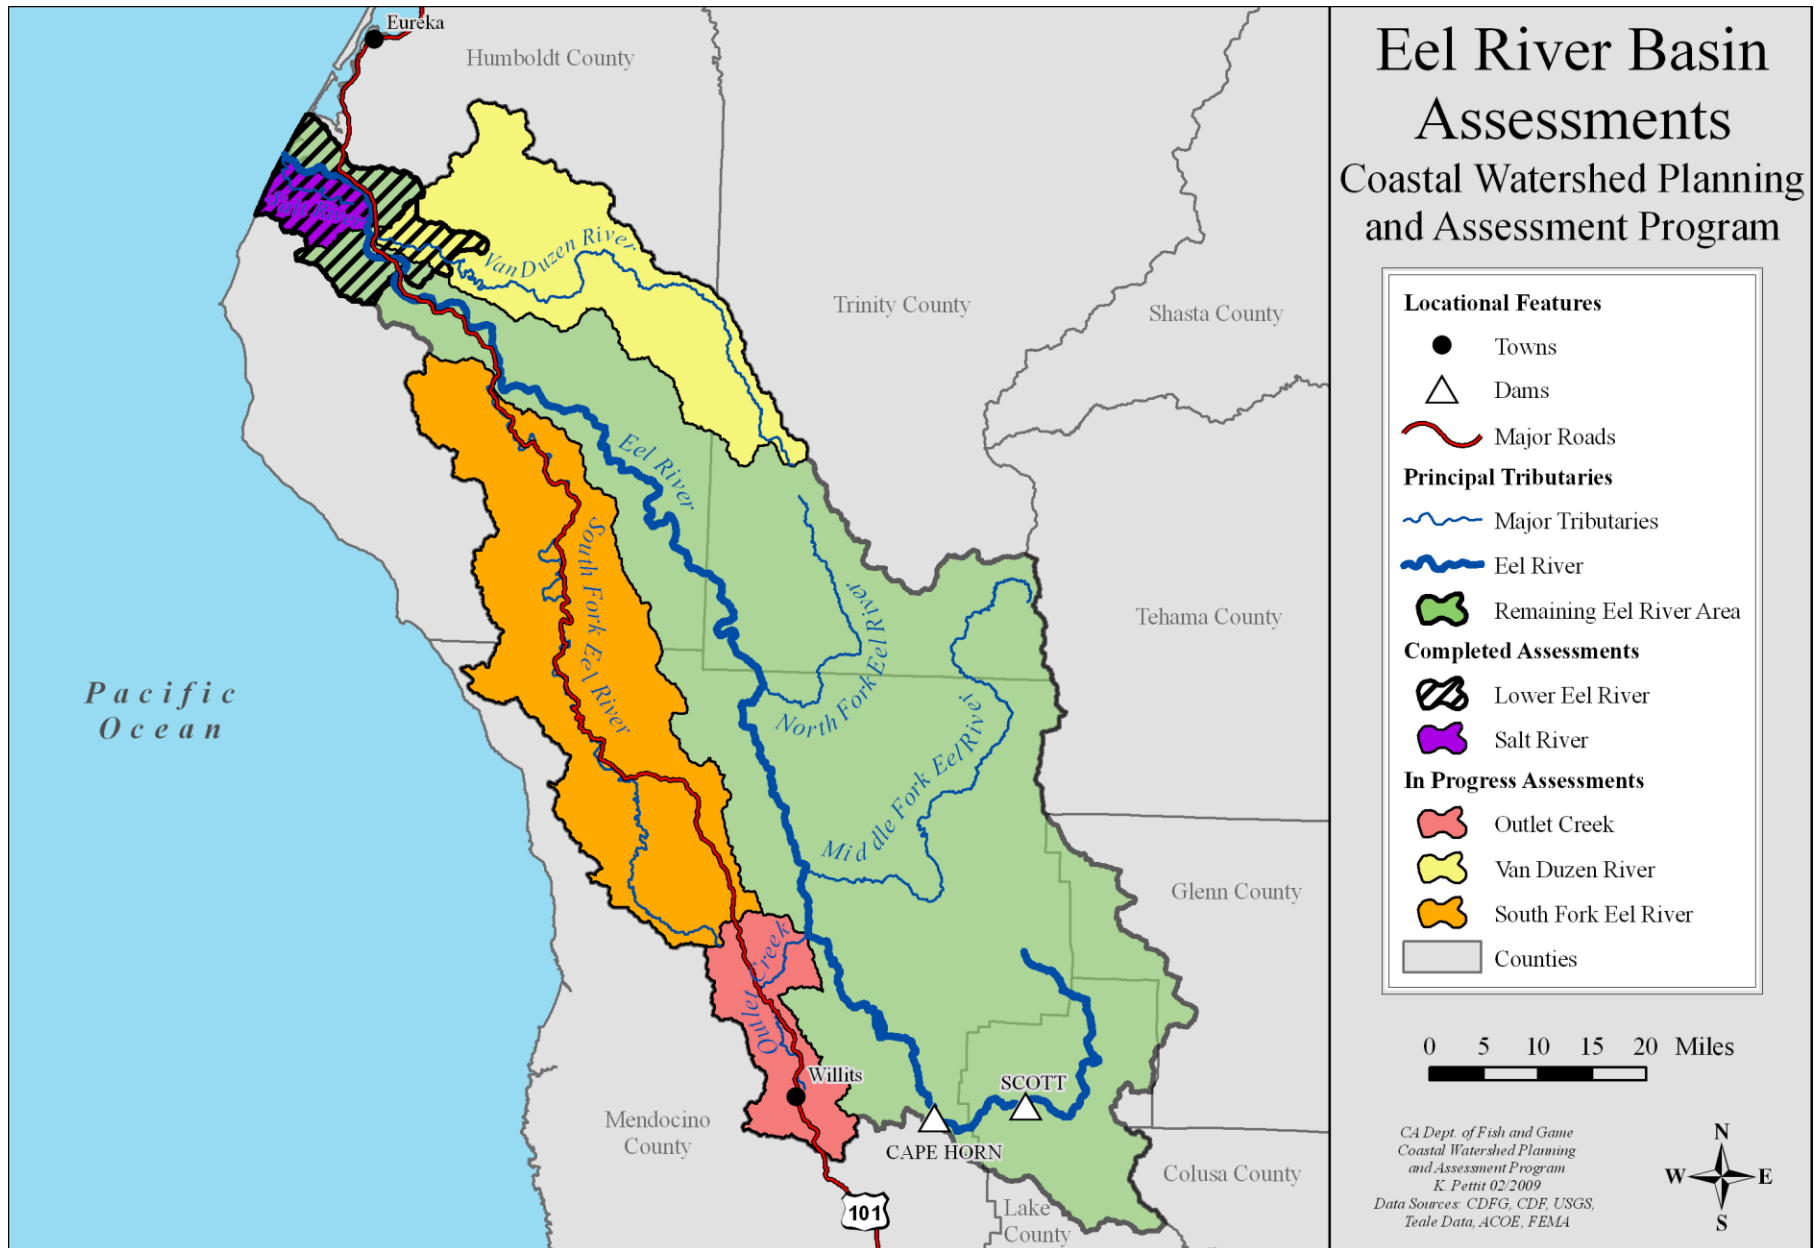 Eel River Basin
Assessments
Coastal Watershed Planning
and Assessment Program
Locational Features
Towns
Dams
Major Roads
Principal Tributaries
Major Tributaries
Eel River
Remaining Eel River Area
Completed Assessments
Lower Eel River
Salt River
In Progress Assessments
Outlet Creek
Van Duzen River
South Fork Eel River
Counties
0 5 10 15 20 Miles
CA Dept. of Fish and Game
Coastal Watershed Planning
and Assessment Program
K. Pettit 02/2009
Data Sources: CDFG, CDF, USGS,
Teale Data, ACOE, FEMA
N
W E
S
Eureka
Humboldt County
Salt River
Van Duzen River
Trinity County
Shasta County
Eel River
South Fork Eel River
North Fork Eel River
Tehama County
Pacific
Ocean
Middle Fork Eel River
Glenn County
Outlet Creek
Willits
SCOTT
CAPE HORN
Mendocino
County
Colusa County
Lake
County
101